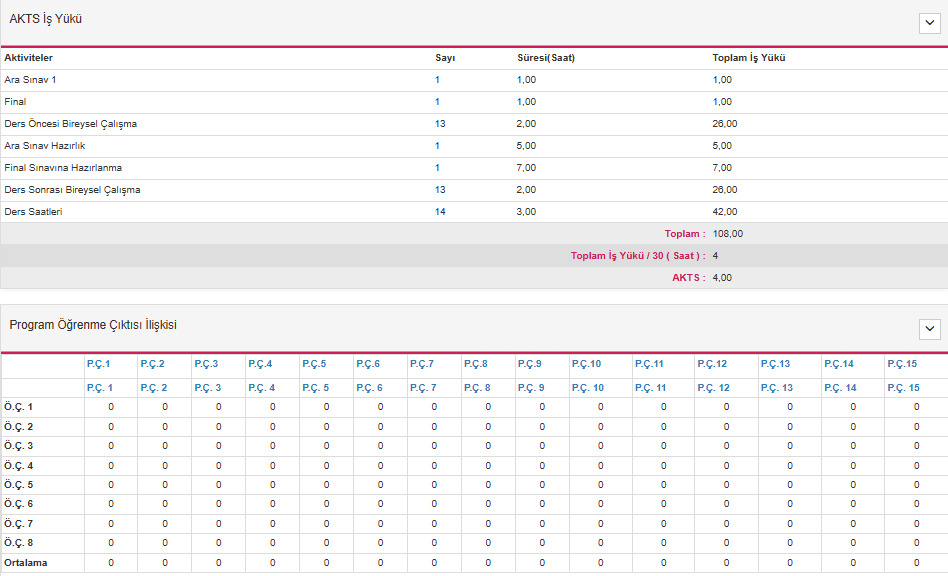 AKTS İş Yükü
Aktiviteler Sayı Süresi(Saat) Toplam İş Yükü
Ara Sınav 1 1 1,00 1,00
Final 1 1,00 1,00
Ders Öncesi Bireysel Çalışma 13 2,00 26,00
Ara Sınav Hazırlık 1 5,00 5,00
Final Sınavına Hazırlanma 1 7,00 7,00
Ders Sonrası Bireysel Çalışma 13 2,00 26,00
Ders Saatleri 14 3,00 42,00
Toplam : 108,00
Toplam İş Yükü / 30 ( Saat ) : 4
AKTS : 4,00
Program Öğrenme Çıktısı İlişkisi
P.Ç.1 P.Ç.2 P.Ç.3 P.Ç.4 P.Ç.5 P.Ç.6 P.Ç.7 P.Ç.8 P.Ç.9 P.Ç.10 P.Ç.11 P.Ç.12 P.Ç.13 P.Ç.14 P.Ç.15
P.Ç. 1 P.Ç. 2 P.Ç. 3 P.Ç. 4 P.Ç. 5 P.Ç. 6 P.Ç. 7 P.Ç. 8 P.Ç. 9 P.Ç. 10 P.Ç. 11 P.Ç. 12 P.Ç. 13 P.Ç. 14 P.Ç. 15
Ö.Ç. 1 0 0 0 0 0 0 0 0 0 0 0 0 0 0 0
Ö.Ç. 2 0 0 0 0 0 0 0 0 0 0 0 0 0 0 0
Ö.Ç. 3 0 0 0 0 0 0 0 0 0 0 0 0 0 0 0
Ö.Ç. 4 0 0 0 0 0 0 0 0 0 0 0 0 0 0 0
Ö.Ç. 5 0 0 0 0 0 0 0 0 0 0 0 0 0 0 0
Ö.Ç. 6 0 0 0 0 0 0 0 0 0 0 0 0 0 0 0
Ö.Ç. 7 0 0 0 0 0 0 0 0 0 0 0 0 0 0 0
Ö.Ç. 8 0 0 0 0 0 0 0 0 0 0 0 0 0 0 0
Ortalama 0 0 0 0 0 0 0 0 0 0 0 0 0 0 0